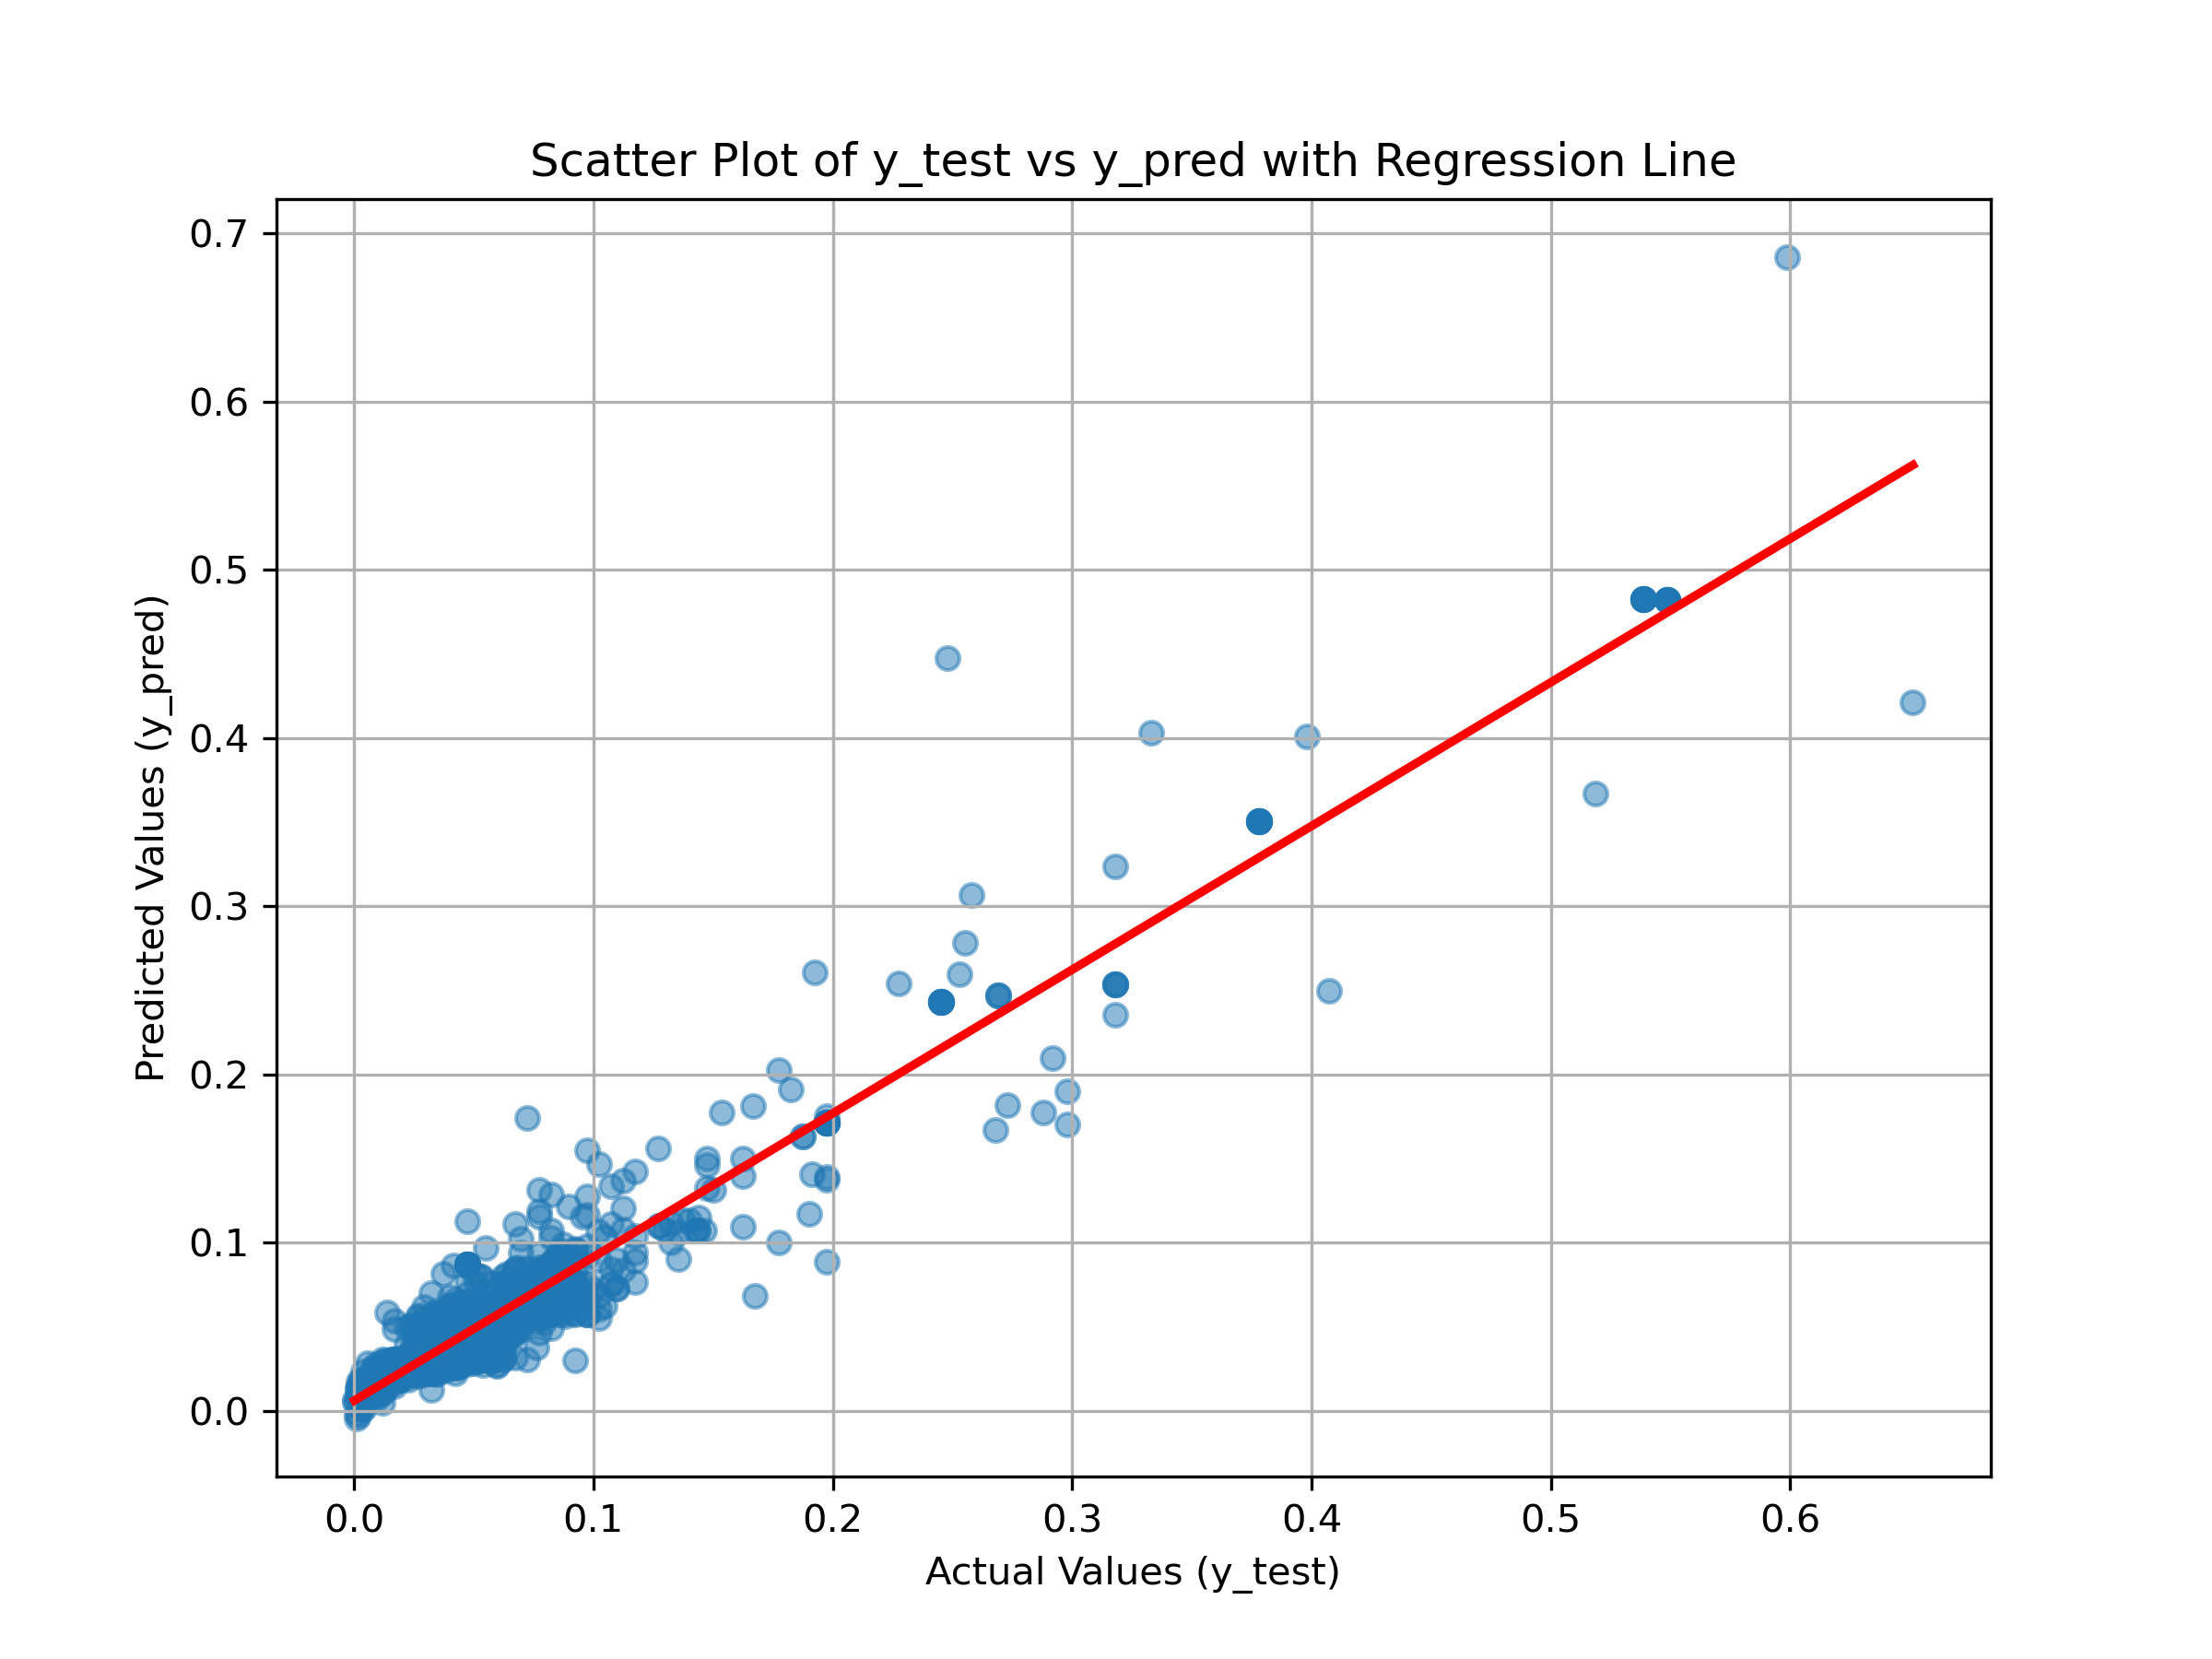 Scatter Plot of y_test vs y_pred with Regression Line
0.7
0.6
0.5
0.4
0.3
0.2
0.1
0.0
Predicted Values (y_pred)
0.0 0.1 0.2 0.3 0.4 0.5 0.6
Actual Values (y_test)